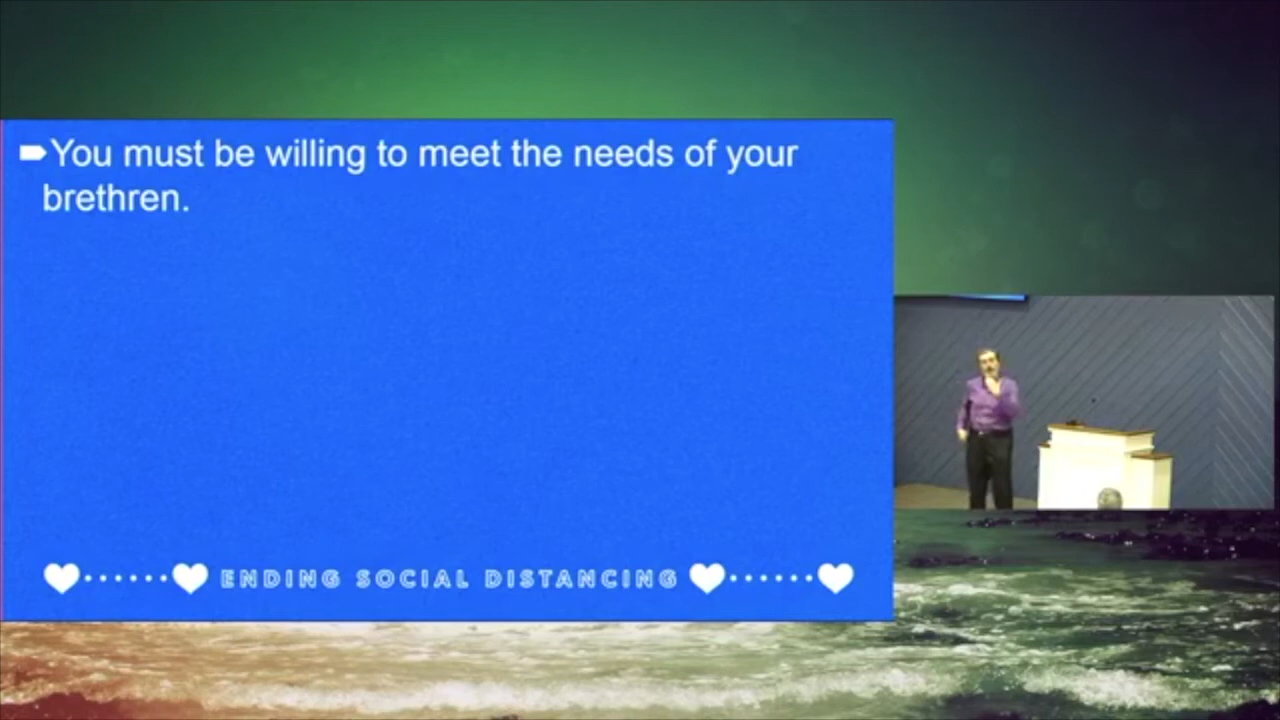 You must be willing to meet the needs of your
brethren.
ENDING SOCIAL DISTANCING